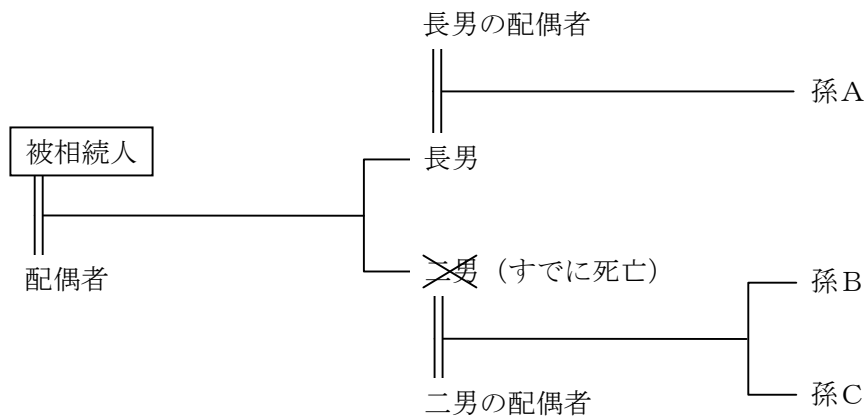 長男の配偶者
孫A
被相続人
長男
配偶者
二男（すでに死亡）
孫B
二男の配偶者
孫C